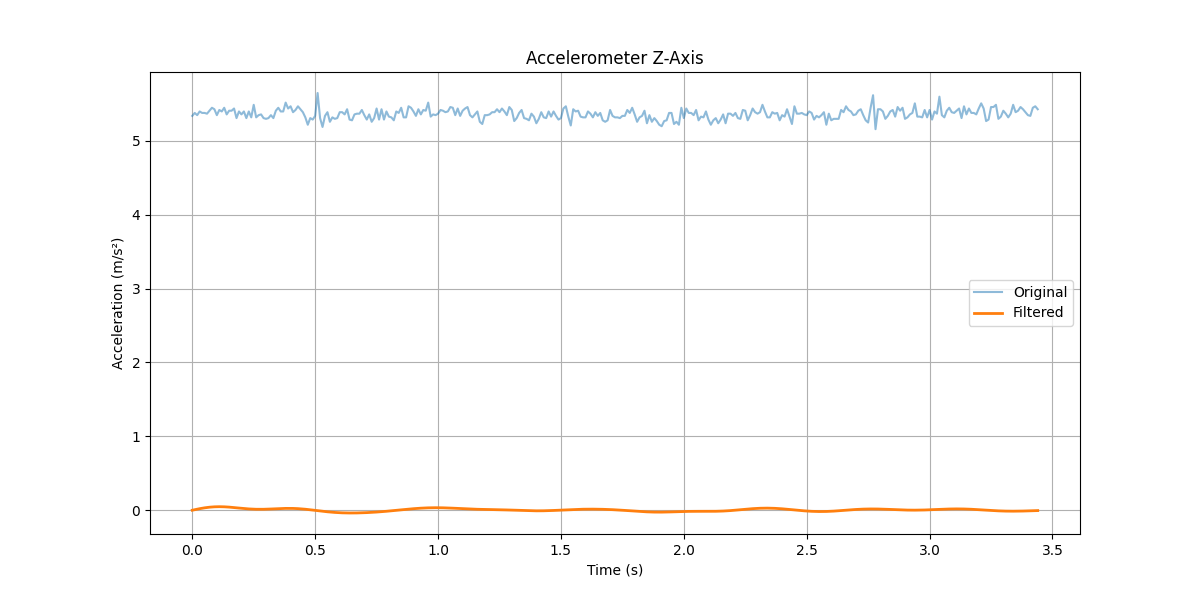 Accelerometer Z-Axis
Acceleration (m/s²)
5
4
3
2
1
0
Original
Filtered
0.0 0.5 1.0 1.5 2.0 2.5 3.0 3.5
Time (s)